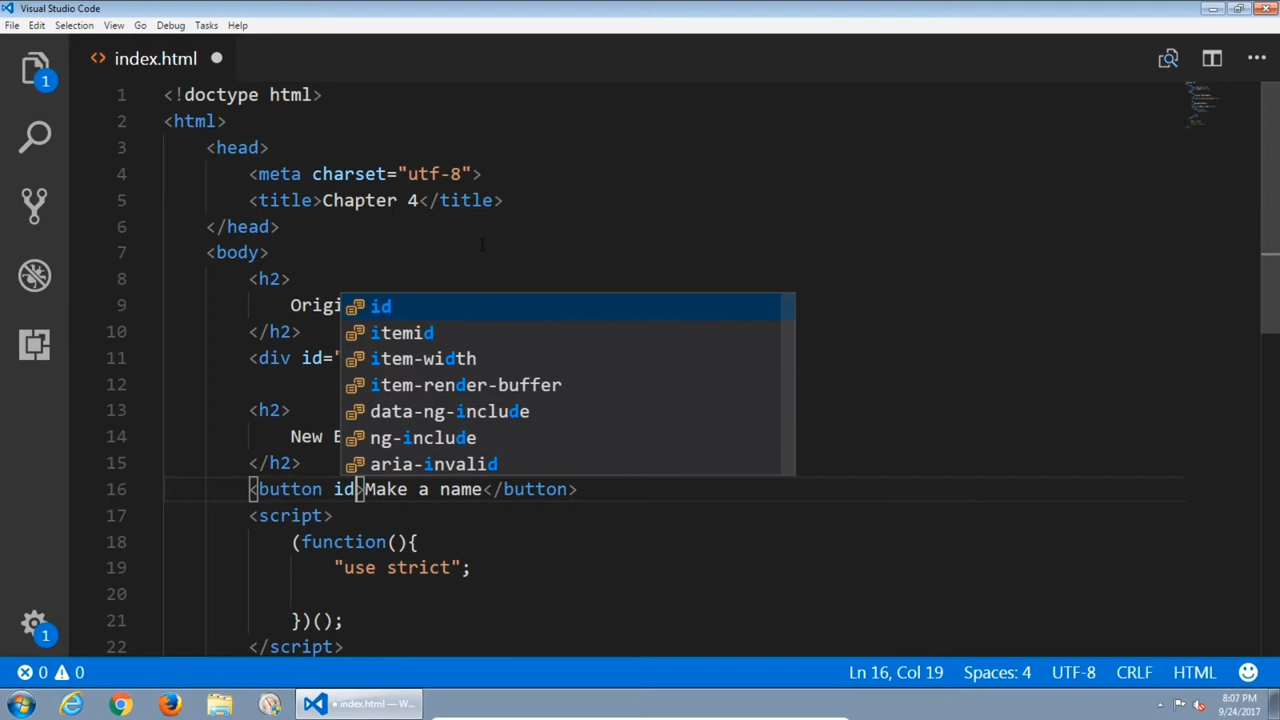 Visual Studio Code
File Edit Selection View Go Debug Tasks Help
1
index.html
1 <!doctype html>
2 <html>
3 <head>
4 <meta charset="utf-8">
5 <title>Chapter 4</title>
6 </head>
7 <body>
8 <h2>
9 Origi
10 </h2>
11 <div id="
12
13 <h2>
14 New E
15 </h2>
id
itemid
item-width
item-render-buffer
data-ng-include
ng-include
aria-invalid
16 <button id>Make a name</button>
17 <script>
18 (function(){
19 "use strict";
20
21 })();
22 </script>
1
0 0 Ln 16, Col 19 Spaces: 4 UTF-8 CRLF HTML
• index.html — W...
8:07 PM
9/24/2017